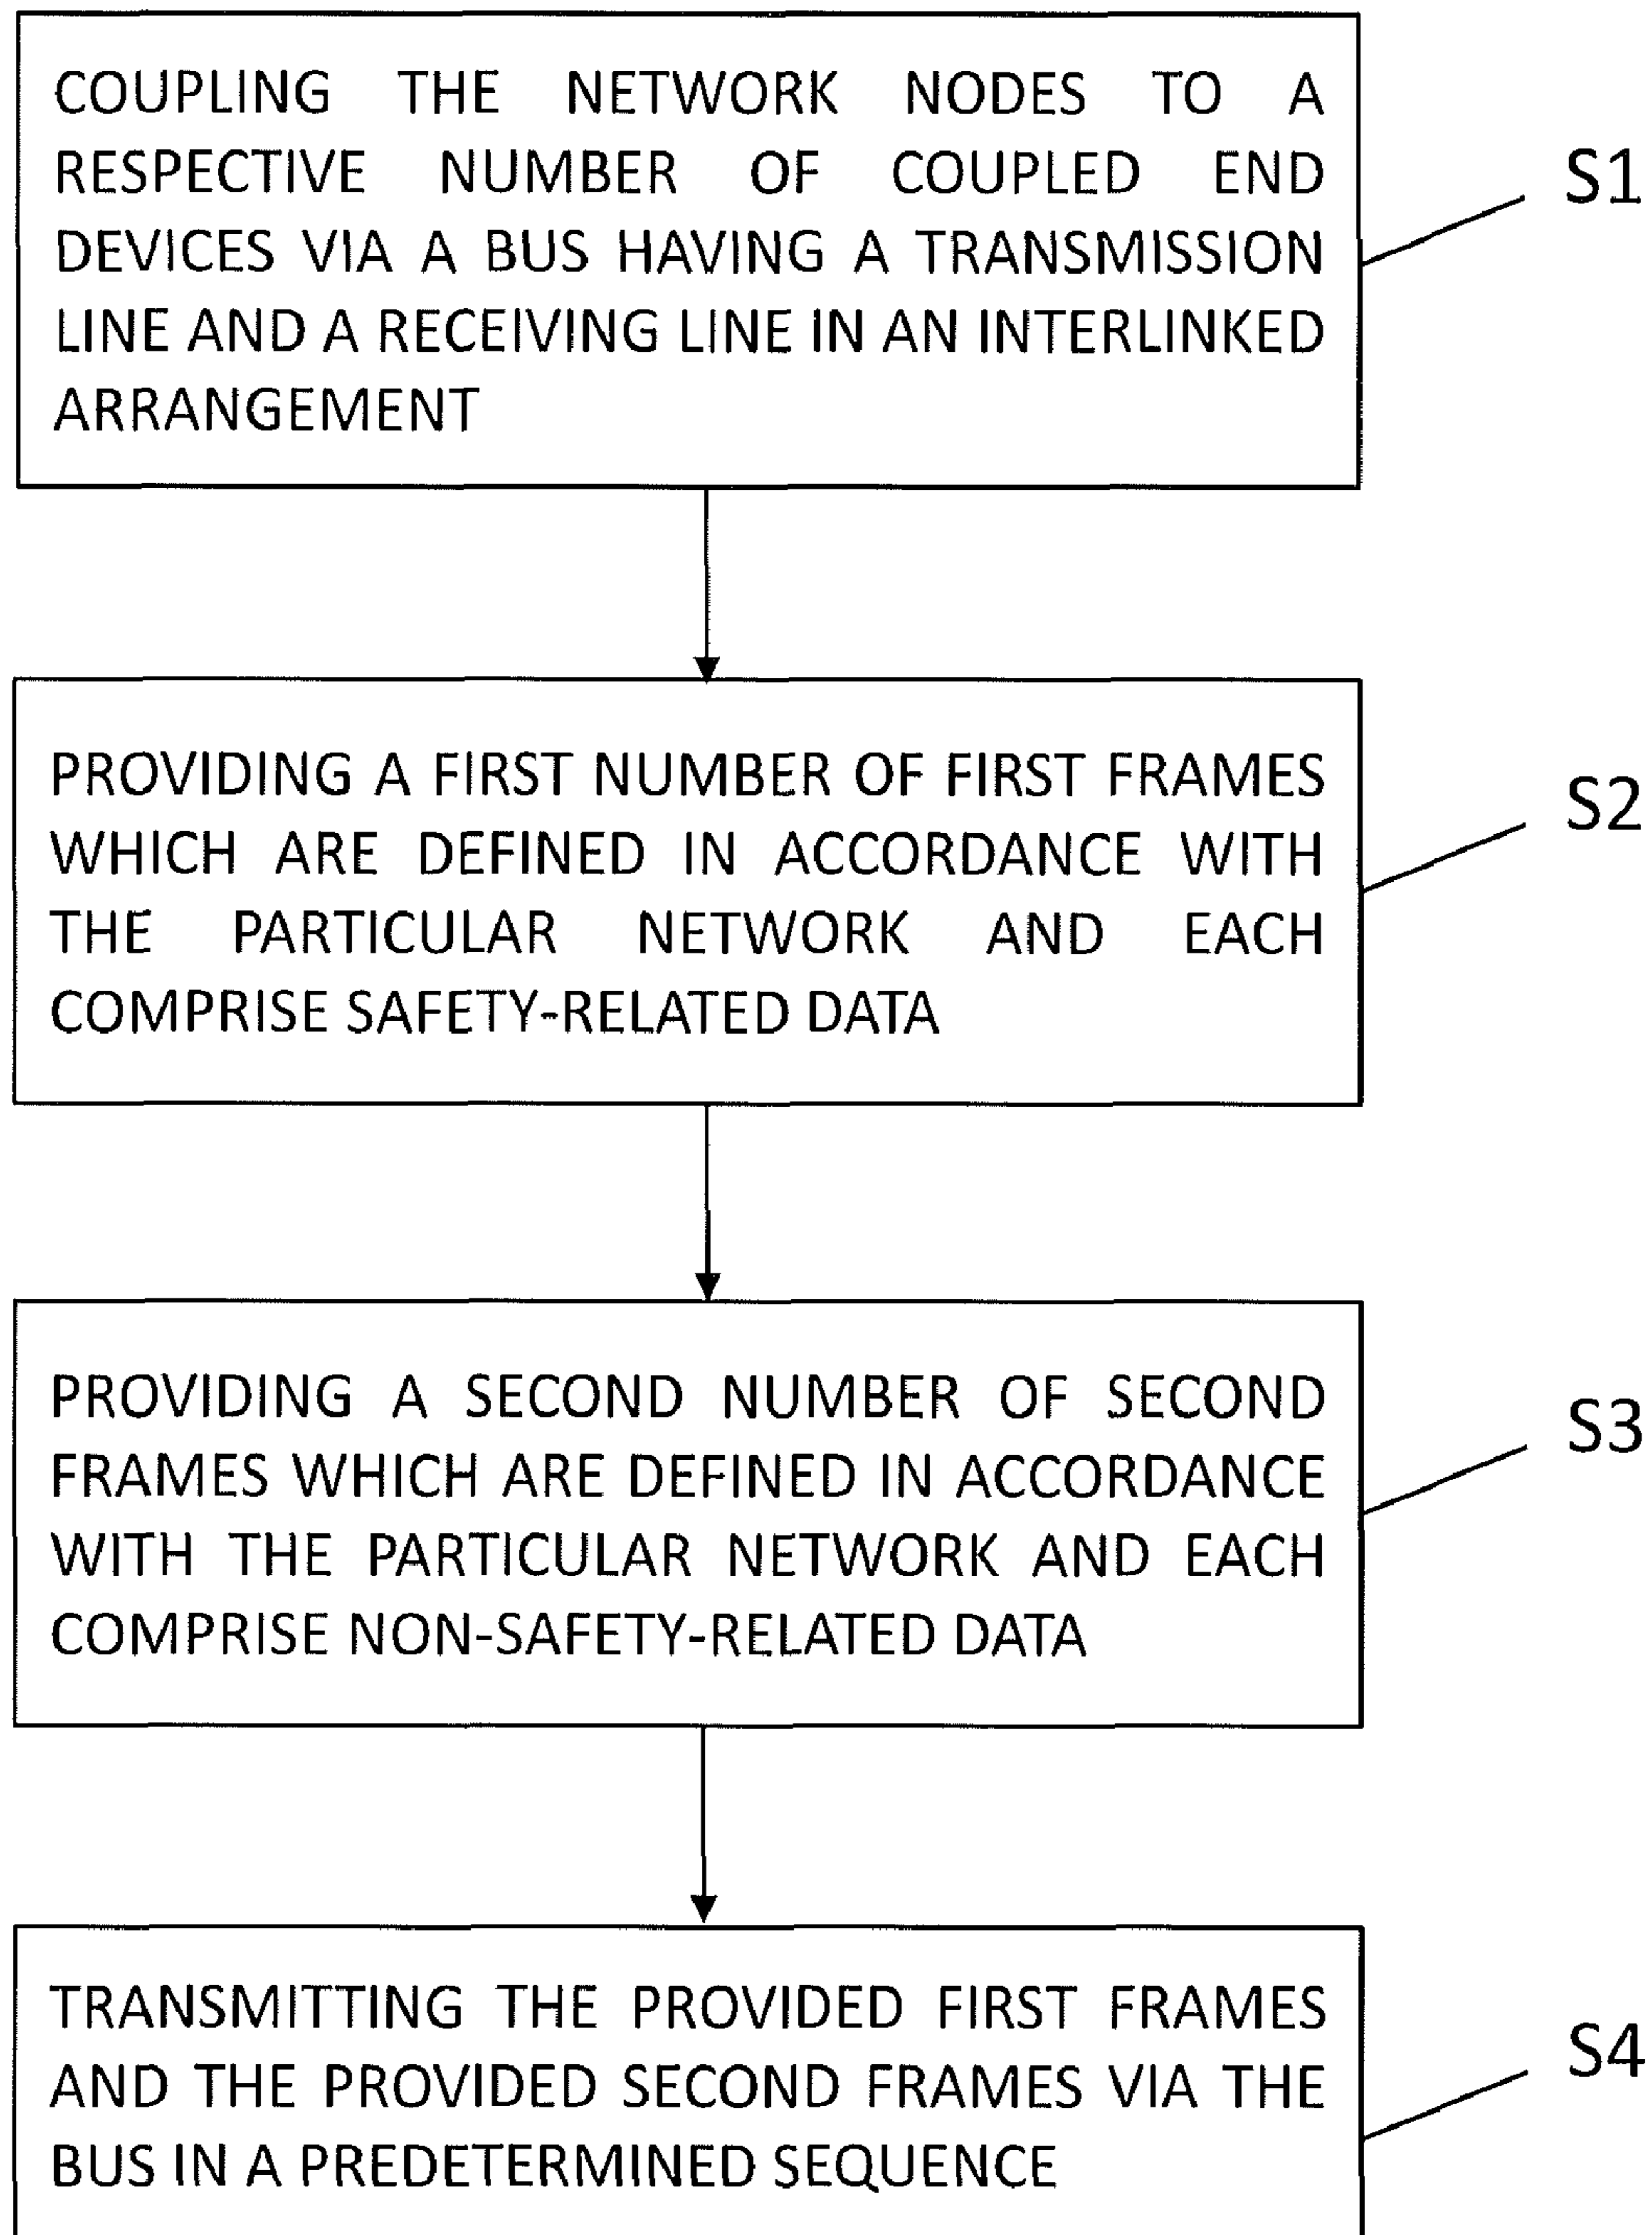 COUPLING THE NETWORK NODES TO A
RESPECTIVE NUMBER OF COUPLED END
DEVICES VIA A BUS HAVING A TRANSMISSION
LINE AND A RECEIVING LINE IN AN INTERLINKED
ARRANGEMENT
S1
PROVIDING A FIRST NUMBER OF FIRST FRAMES
WHICH ARE DEFINED IN ACCORDANCE WITH
THE PARTICULAR NETWORK AND EACH
COMPRISE SAFETY-RELATED DATA
S2
PROVIDING A SECOND NUMBER OF SECOND
FRAMES WHICH ARE DEFINED IN ACCORDANCE
WITH THE PARTICULAR NETWORK AND EACH
COMPRISE NON-SAFETY-RELATED DATA
S3
TRANSMITTING THE PROVIDED FIRST FRAMES
AND THE PROVIDED SECOND FRAMES VIA THE
BUS IN A PREDETERMINED SEQUENCE
S4